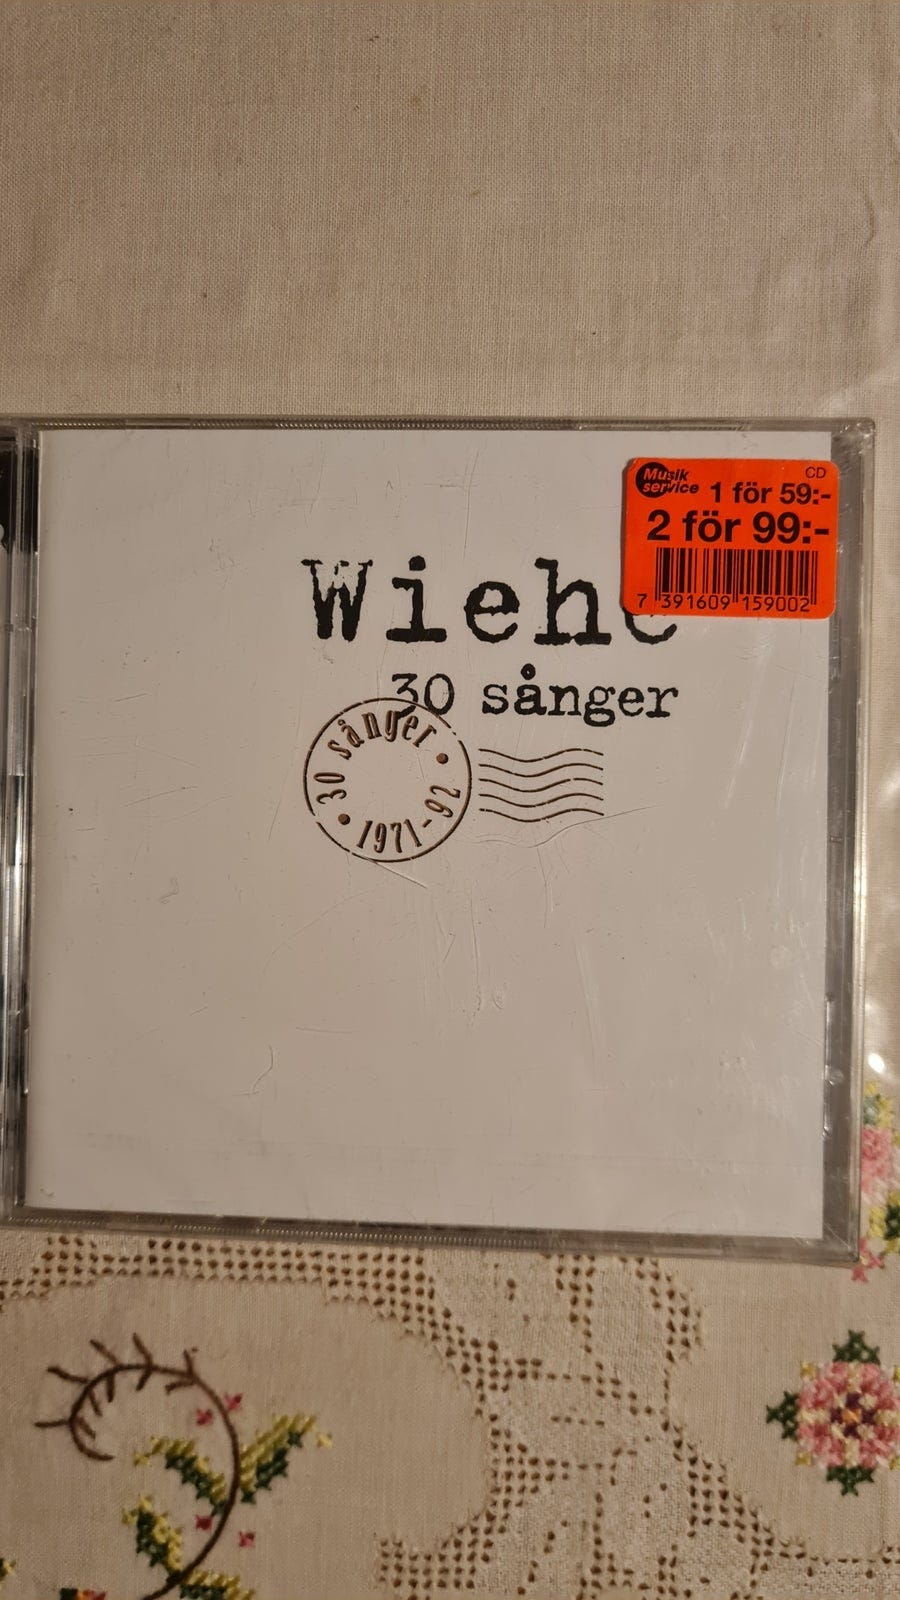 Musik service CD
1 för 59:-
2 för 99:-
7 391609 159002
Wiehe
30 sånger
30 sånger • 1971-92 •